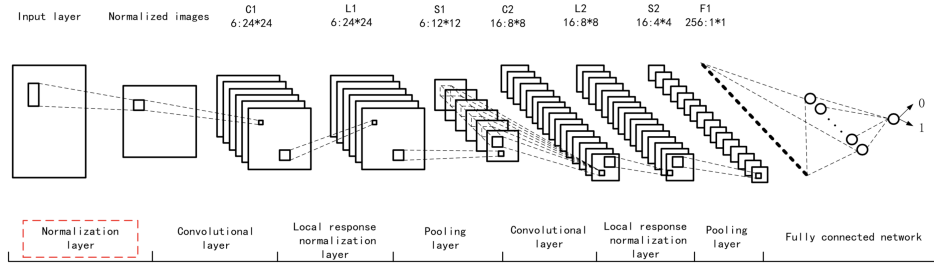 Input layer
Normalized images
C1
6:24*24
L1
6:24*24
S1
6:12*12
C2
16:8*8
L2
16:8*8
S2
16:4*4
F1
256:1*1
0
1
Normalization
layer
Convolutional
layer
Local response
normalization
layer
Pooling
layer
Convolutional
layer
Local response
normalization
layer
Pooling
layer
Fully connected network